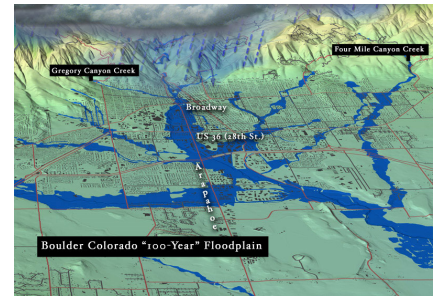 Four Mile Canyon Creek
Gregory Canyon Creek
Broadway
US 36 (28th St.)
Arapahoe
Boulder Colorado "100-Year" Floodplain